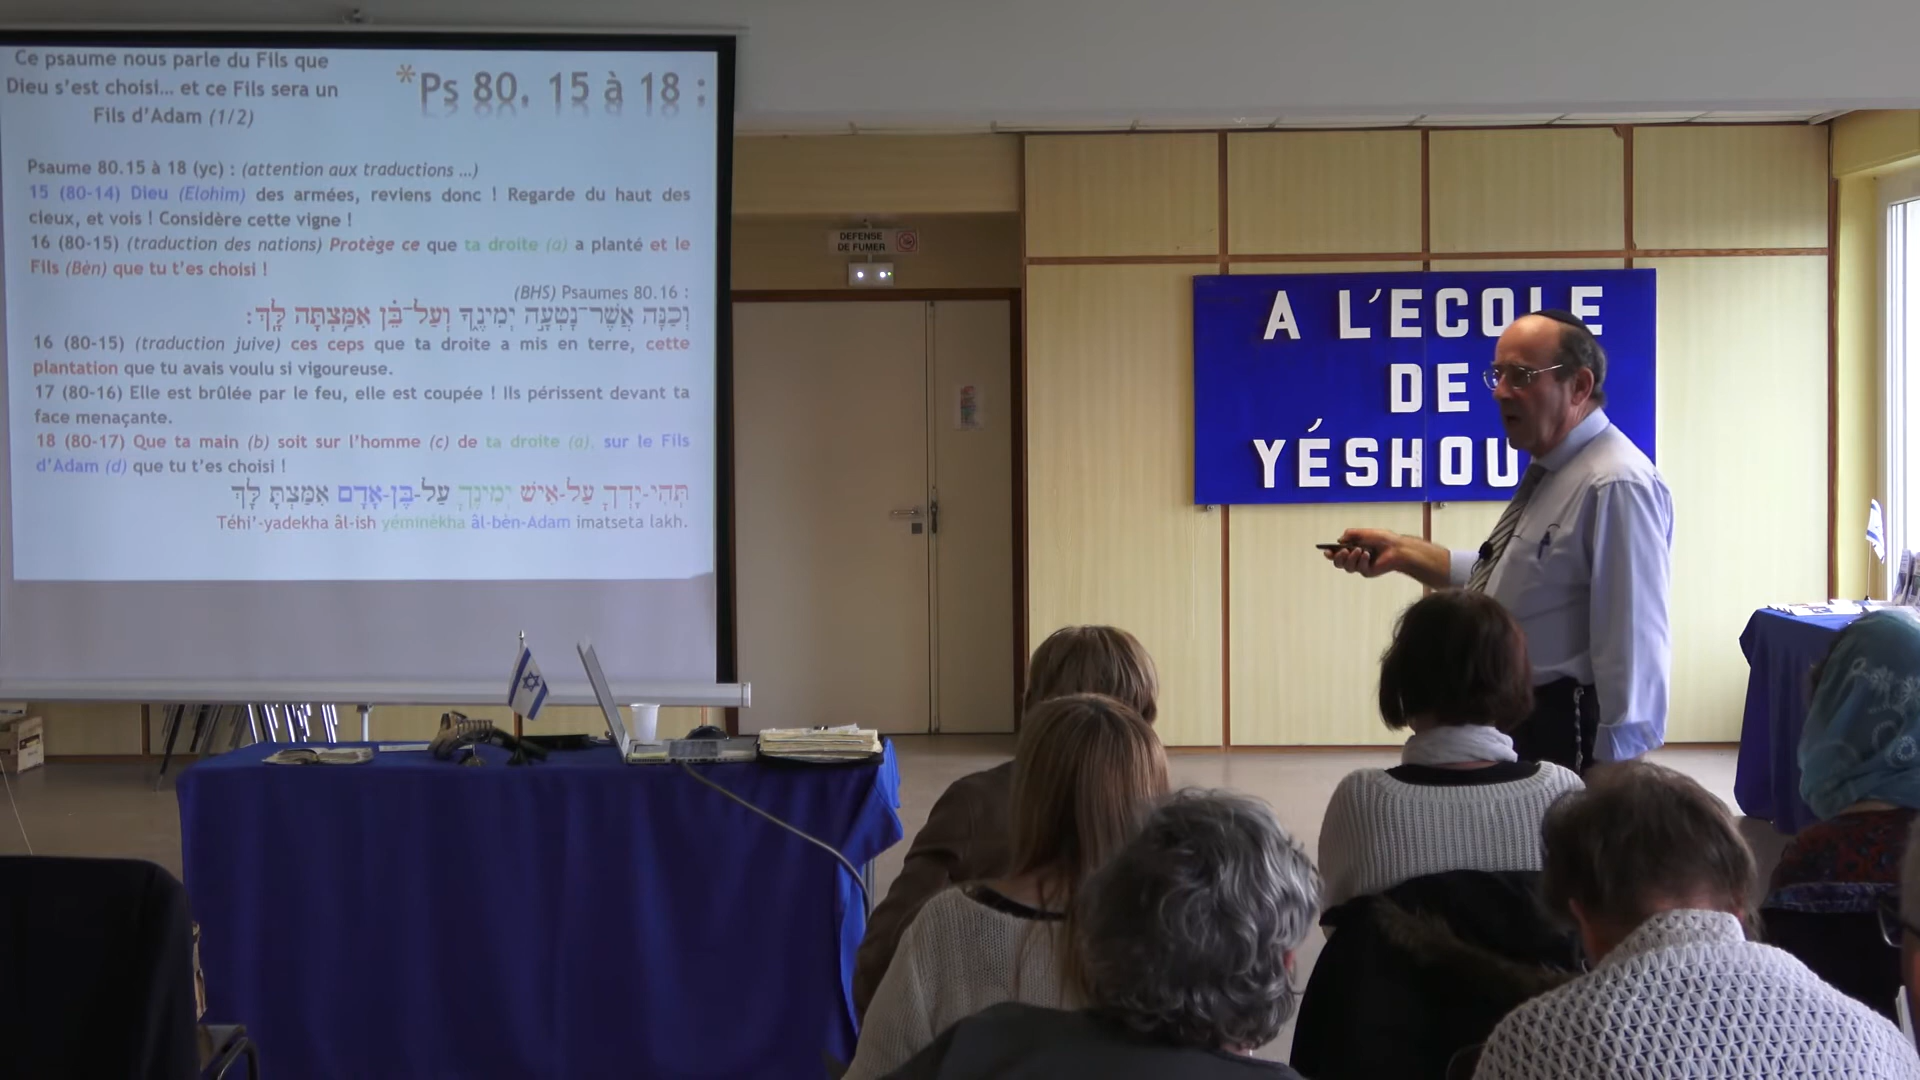 Ce psaume nous parle du Fils que
Dieu s'est choisi... et ce Fils sera un
Fils d'Adam (1/2)
*Ps 80. 15 à 18 :
Psaume 80.15 à 18 (yc) : (attention aux traductions ...)
15 (80-14) Dieu (Elohim) des armées, reviens donc ! Regarde du haut des
cieux, et vois ! Considère cette vigne !
16 (80-15) (traduction des nations) Protège ce que ta droite (a) a planté et le
Fils (Bèn) que tu t'es choisi !
(BHS) Psaumes 80.16 :
וְכַנָּה אֲשֶׁר־נָטְעָ֣ה יְמִינֶ֑ךָ וְעַל־בֵּ֗ן אִמַּ֥צְתָּה לָּֽךְ׃
16 (80-15) (traduction juive) ces ceps que ta droite a mis en terre, cette
plantation que tu avais voulu si vigoureuse.
17 (80-16) Elle est brûlée par le feu, elle est coupée ! Ils périssent devant ta
face menaçante.
18 (80-17) Que ta main (b) soit sur l'homme (c) de ta droite (a), sur le Fils
d'Adam (d) que tu t'es choisi !
תְּהִי-יָדְךָ עַל-אִישׁ יְמִינֶךָ עַל-בֶּן-אָדָם אִמַּצְתָּ לָּךְ
Téhi'-yadekha âl-ish yéminèkha âl-bèn-Adam imatseta lakh.
DEFENSE
DE FUMER
A L'ECOLE
DE
YÉSHOU